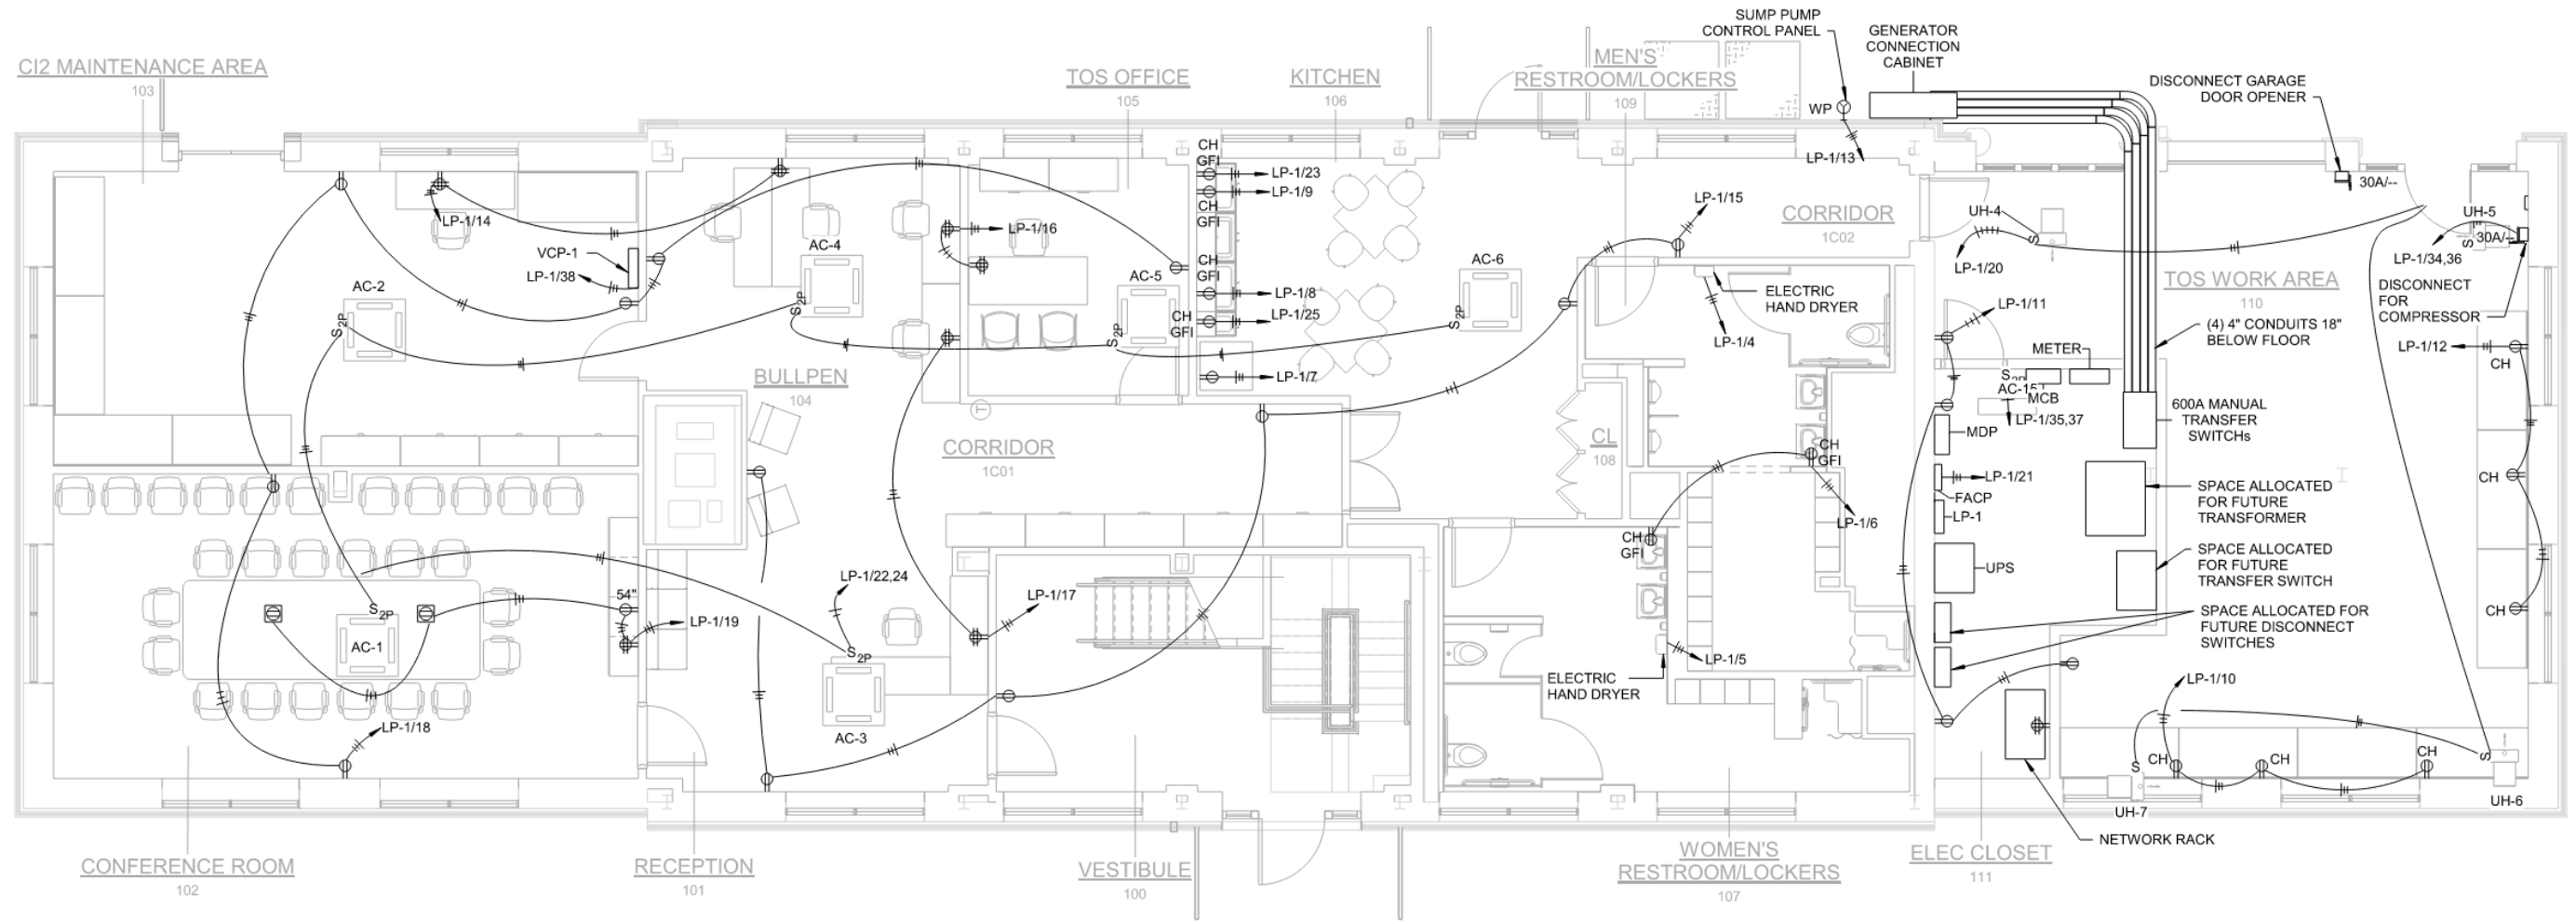 SUMP PUMP
CONTROL PANEL
GENERATOR
CONNECTION
CABINET
CI2 MAINTENANCE AREA
103
TOS OFFICE
105
KITCHEN
106
MEN'S
RESTROOM/LOCKERS
109
WP
DISCONNECT GARAGE
DOOR OPENER
LP-1/13
30A/--
CH
GFI
LP-1/23
LP-1/9
CH
GFI
LP-1/14
LP-1/16
LP-1/15
CORRIDOR
1C02
UH-4
UH-5
30A/--
S
S
VCP-1
LP-1/38
AC-4
AC-5
AC-6
LP-1/20
LP-1/34,36
TOS WORK AREA
110
CH
GFI
LP-1/8
LP-1/25
CH
GFI
AC-2
S2P
S2P
S2P
S2P
ELECTRIC
HAND DRYER
LP-1/4
LP-1/11
DISCONNECT
FOR
COMPRESSOR
(4) 4" CONDUITS 18"
BELOW FLOOR
METER
LP-1/12
CH
LP-1/7
BULLPEN
104
T
S2P
AC-15
MCB
LP-1/35,37
600A MANUAL
TRANSFER
SWITCHs
MDP
CORRIDOR
1C01
CL
108
CH
GFI
LP-1/21
FACP
LP-1
CH
SPACE ALLOCATED
FOR FUTURE
TRANSFORMER
LP-1/6
CH
GFI
UPS
SPACE ALLOCATED
FOR FUTURE
TRANSFER SWITCH
LP-1/22,24
LP-1/17
54"
LP-1/19
S2P
AC-1
CH
SPACE ALLOCATED FOR
FUTURE DISCONNECT
SWITCHES
S2P
AC-3
LP-1/5
ELECTRIC
HAND DRYER
LP-1/10
LP-1/18
S
CH
CH
CH
S
UH-7
UH-6
NETWORK RACK
CONFERENCE ROOM
102
RECEPTION
101
VESTIBULE
100
WOMEN'S
RESTROOM/LOCKERS
107
ELEC CLOSET
111